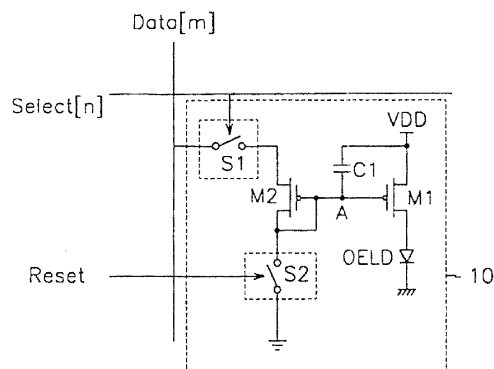 Data[m]
Select[n]
VDD
S1
C1
M2
A
M1
OELD
Reset
S2
10